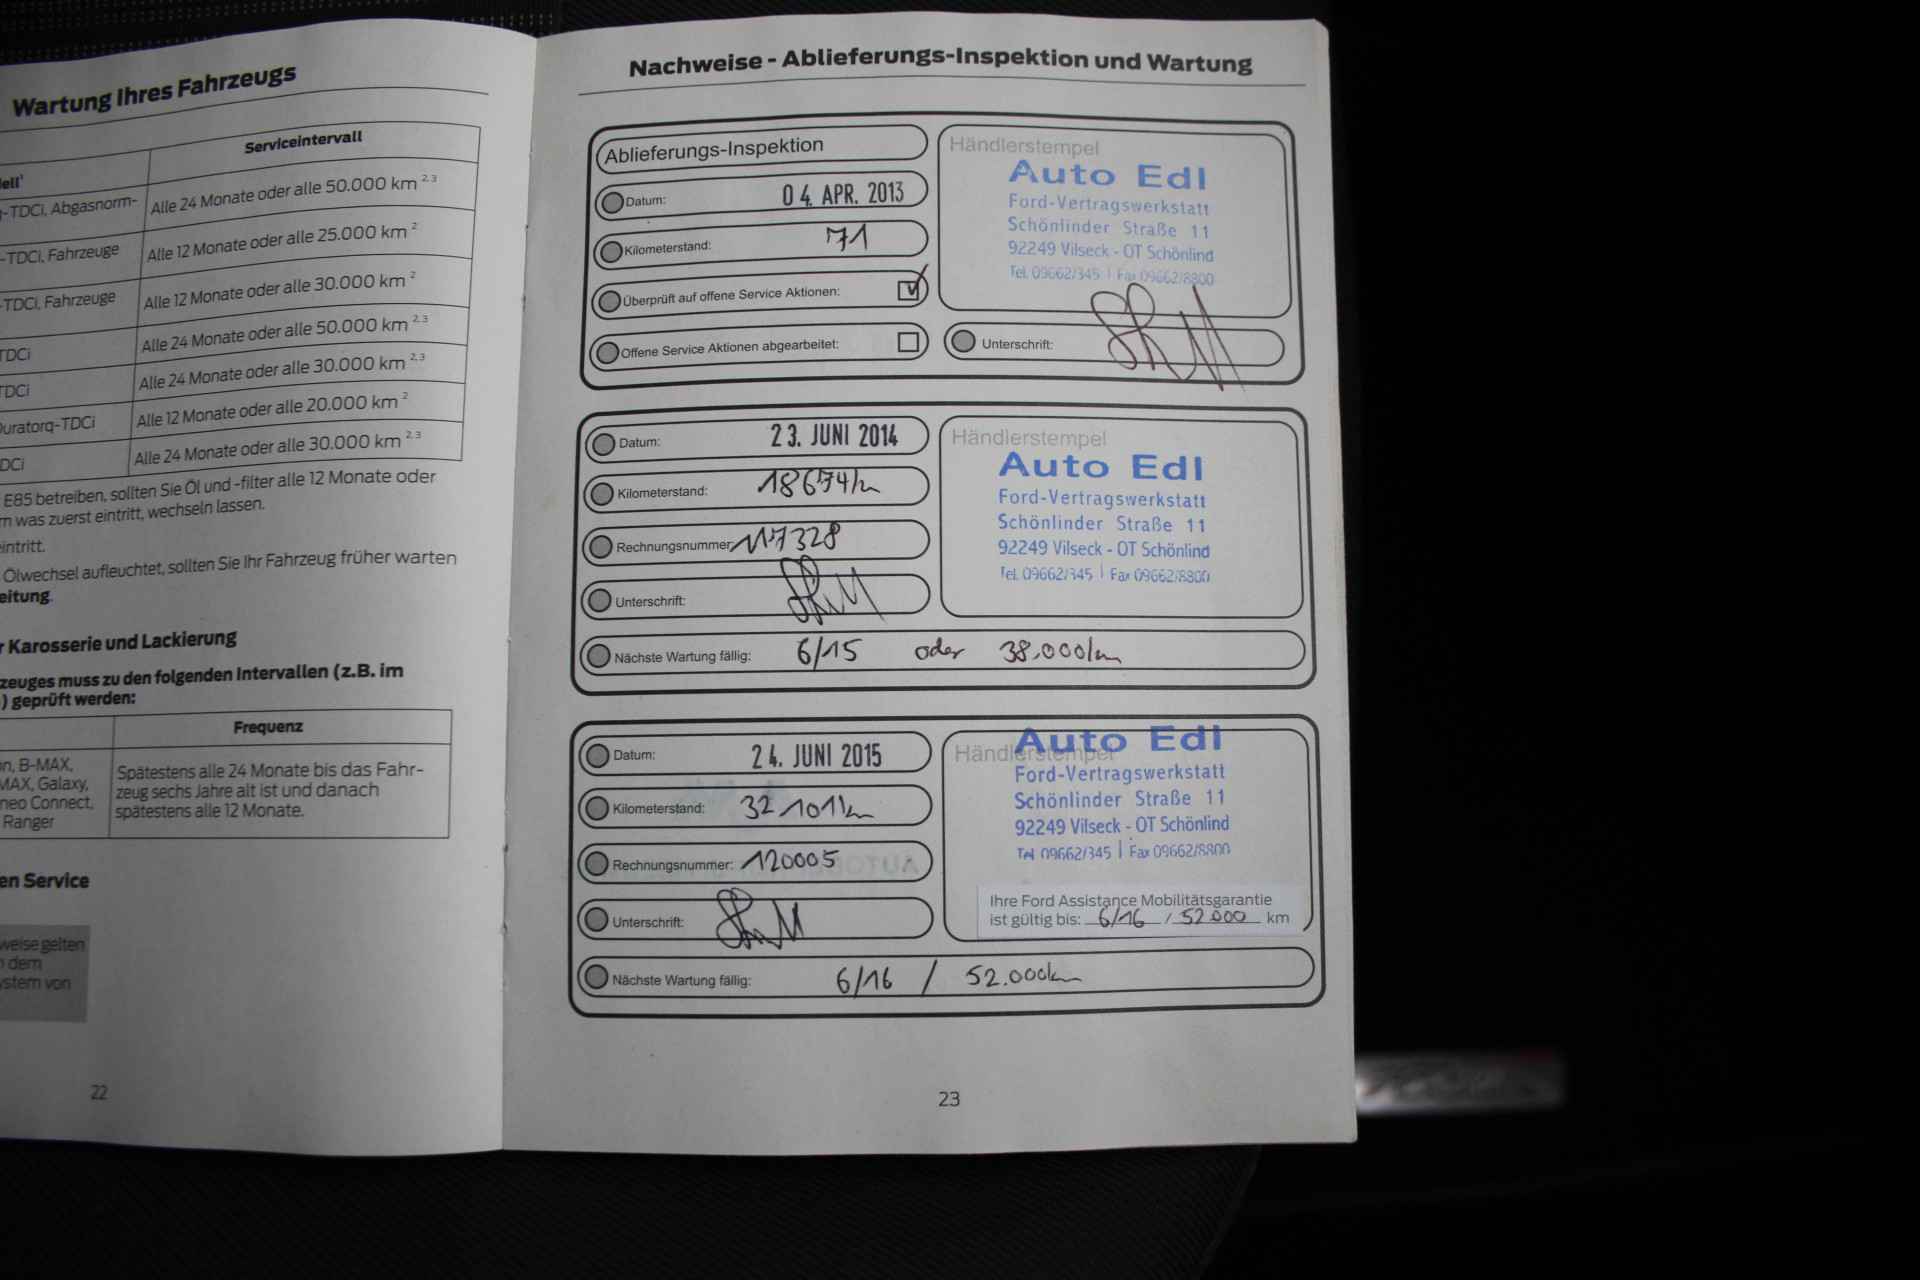 Wartung Ihres Fahrzeugs
Serviceintervall
-TDCi, Abgasnorm-
Alle 24 Monate oder alle 50.000 km 2,3
-TDCi, Fahrzeuge
Alle 12 Monate oder alle 25.000 km 2
-TDCi, Fahrzeuge
Alle 12 Monate oder alle 30.000 km 2
TDCi
Alle 24 Monate oder alle 50.000 km 2,3
TDCi
Alle 24 Monate oder alle 30.000 km 2,3
Duratorq-TDCi
Alle 12 Monate oder alle 20.000 km 2
DCi
Alle 24 Monate oder alle 30.000 km 2,3
E85 betreiben, sollten Sie Öl und -filter alle 12 Monate oder
m was zuerst eintritt, wechseln lassen.
eintritt.
Ölwechsel aufleuchtet, sollten Sie Ihr Fahrzeug früher warten
eitung.
r Karosserie und Lackierung
zeuges muss zu den folgenden Intervallen (z.B. im
) geprüft werden:
Frequenz
n, B-MAX,
MAX, Galaxy,
neo Connect,
Ranger
Spätestens alle 24 Monate bis das Fahr-
zeug sechs Jahre alt ist und danach
spätestens alle 12 Monate.
en Service
weise gelten
dem
ystem von
22
Nachweise - Ablieferungs-Inspektion und Wartung
Ablieferungs-Inspektion
Datum: 04. APR. 2013
Kilometerstand: 71
Überprüft auf offene Service Aktionen:
Offene Service Aktionen abgearbeitet:
Händlerstempel
Auto Edl
Ford-Vertragswerkstatt
Schönlinder Straße 11
92249 Vilseck - OT Schönlind
Tel. 09662/345 | Fax 09662/8800
Unterschrift:
Datum: 23. JUNI 2014
Kilometerstand: 18674km
Rechnungsnummer: 117328
Unterschrift:
Händlerstempel
Auto Edl
Ford-Vertragswerkstatt
Schönlinder Straße 11
92249 Vilseck - OT Schönlind
Tel. 09662/345 | Fax 09662/8800
Nächste Wartung fällig: 6/15 oder 38.000km
Datum: 24. JUNI 2015
Kilometerstand: 32101km
Rechnungsnummer: 120005
Unterschrift:
Händlerstempel
Auto Edl
Ford-Vertragswerkstatt
Schönlinder Straße 11
92249 Vilseck - OT Schönlind
Tel 09662/345 | Fax 09662/8800
Ihre Ford Assistance Mobilitätsgarantie
ist gültig bis: 6/16 / 52.000 km
Nächste Wartung fällig: 6/16 / 52.000km
23